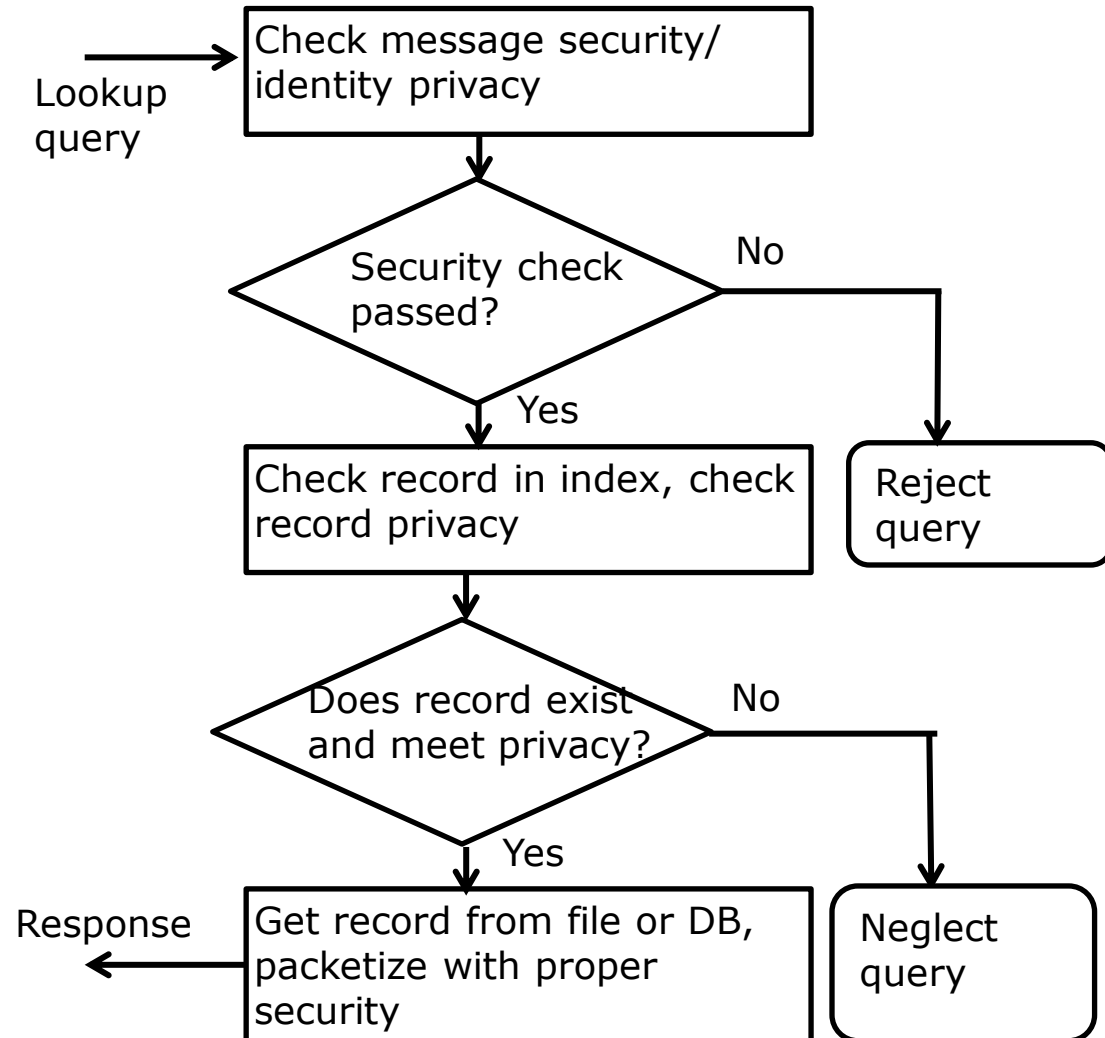 Check message security/
identity privacy
Lookup
query
Security check
passed?
No
Yes
Check record in index, check
record privacy
Reject
query
Does record exist
and meet privacy?
No
Yes
Response
Get record from file or DB,
packetize with proper
security
Neglect
query